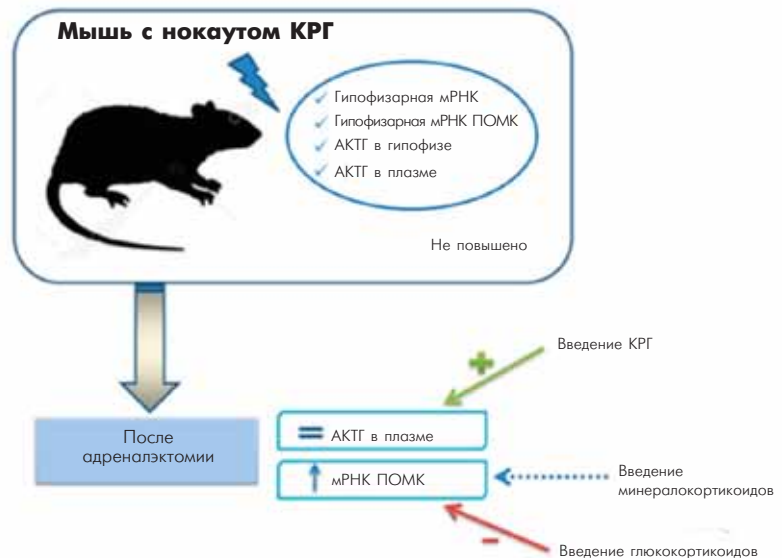 Мышь с нокаутом КРГ
Гипофизарная мРНК
Гипофизарная мРНК ПОМК
АКТГ в гипофизе
АКТГ в плазме
Не повышено
Введение КРГ
После
адреналэктомии
= АКТГ в плазме
мРНК ПОМК
Введение
минералокортикоидов
Введение глюкокортикоидов